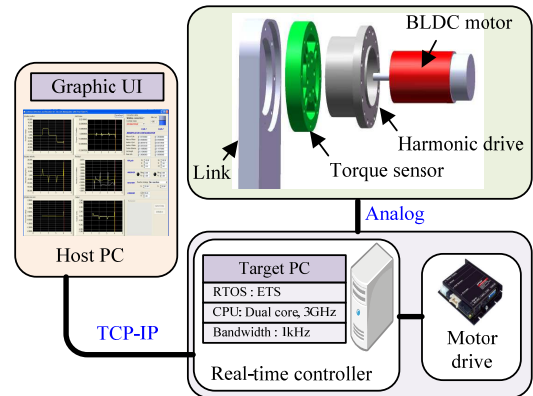 Graphic UI
Host PC
BLDC motor
Harmonic drive
Torque sensor
Link
Analog
TCP-IP
Target PC
RTOS : ETS
CPU: Dual core, 3GHz
Bandwidth : 1kHz
Real-time controller
Motor
drive